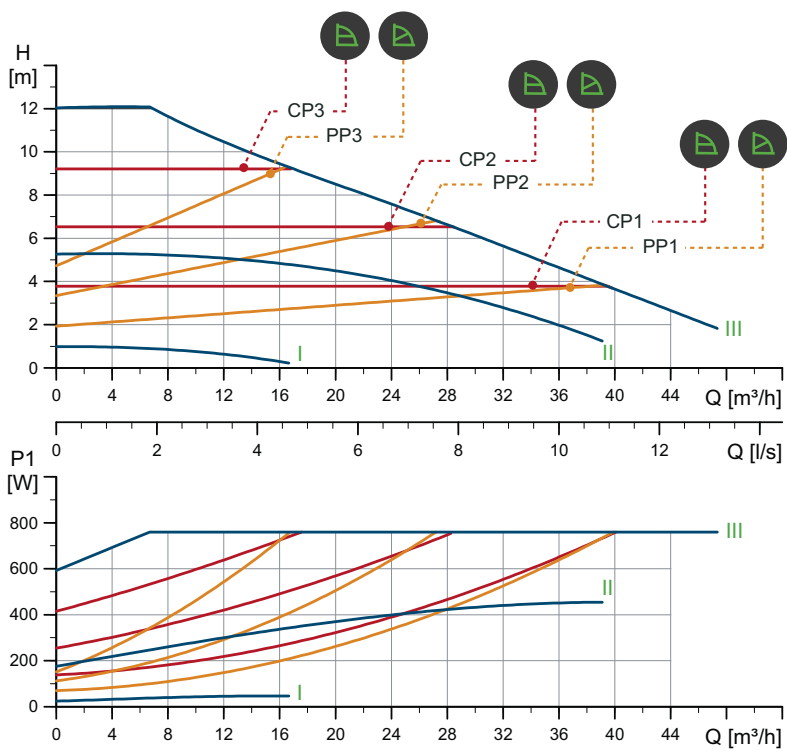 H
[m]
CP3
PP3
CP2
PP2
CP1
PP1
12
10
8
6
4
2
0
I
II
III
0 4 8 12 16 20 24 28 32 36 40 44 Q [m³/h]
0 2 4 6 8 10 12 Q [l/s]
P1
[W]
800
600
400
200
0
III
II
I
0 4 8 12 16 20 24 28 32 36 40 44 Q [m³/h]